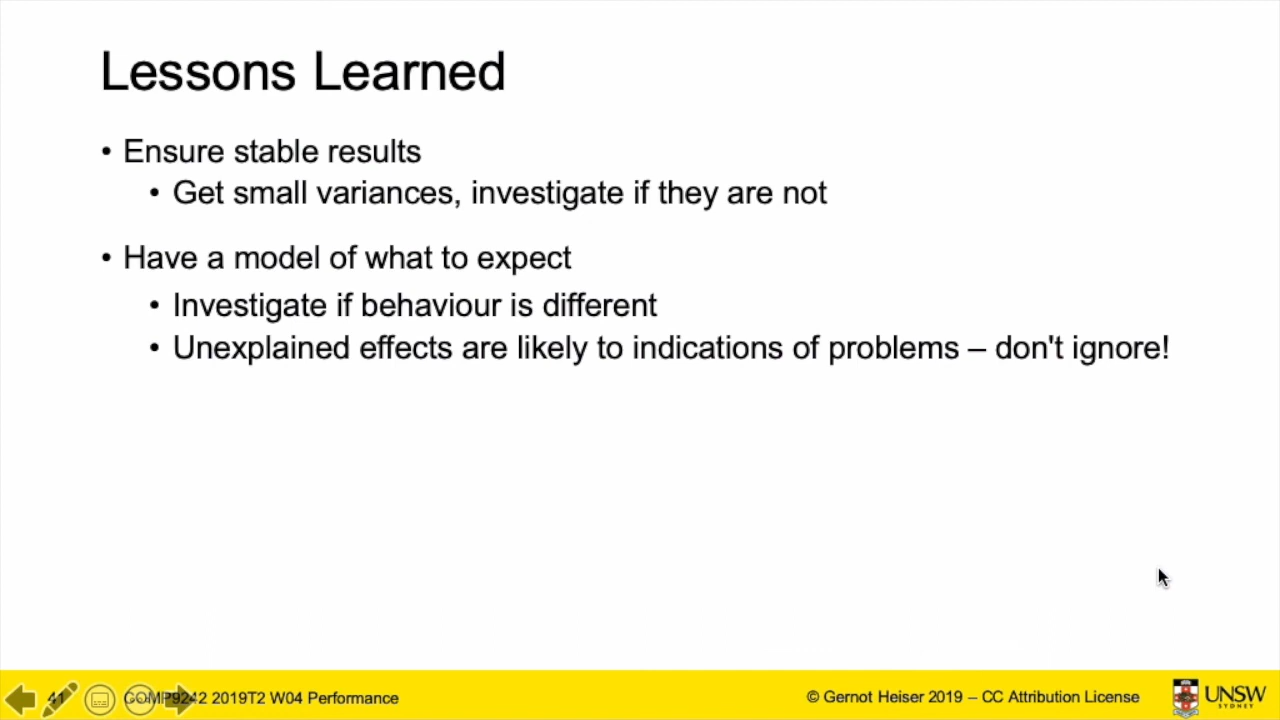 Lessons Learned
• Ensure stable results
• Get small variances, investigate if they are not
• Have a model of what to expect
• Investigate if behaviour is different
• Unexplained effects are likely to indications of problems – don't ignore!
41 COMP9242 2019T2 W04 Performance
© Gernot Heiser 2019 – CC Attribution License
UNSW
SYDNEY